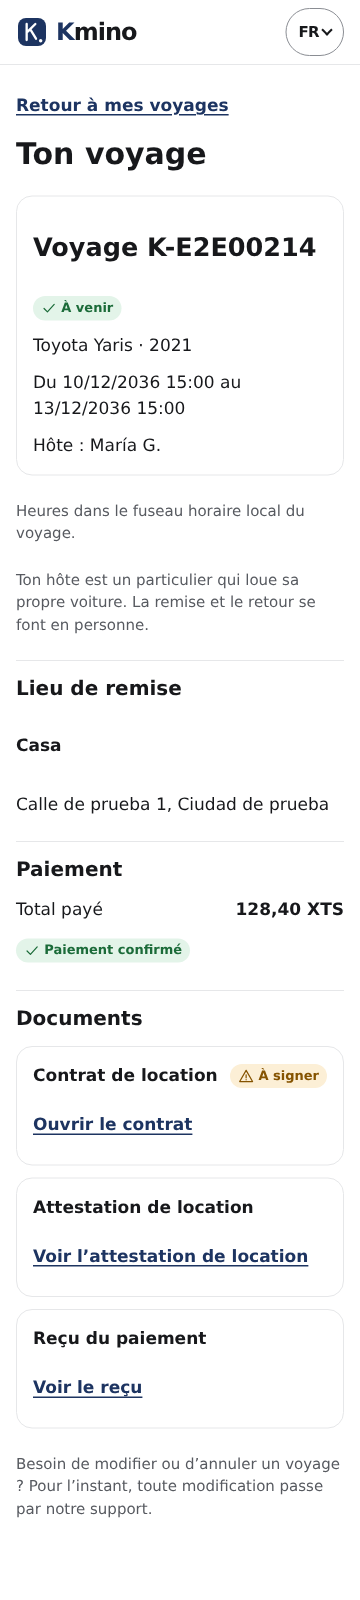 K. Kmino
FR
Retour à mes voyages
Ton voyage
Voyage K-E2E00214
À venir
Toyota Yaris · 2021
Du 10/12/2036 15:00 au
13/12/2036 15:00
Hôte : María G.
Heures dans le fuseau horaire local du
voyage.
Ton hôte est un particulier qui loue sa
propre voiture. La remise et le retour se
font en personne.
Lieu de remise
Casa
Calle de prueba 1, Ciudad de prueba
Paiement
Total payé 128,40 XTS
Paiement confirmé
Documents
Contrat de location À signer
Ouvrir le contrat
Attestation de location
Voir l’attestation de location
Reçu du paiement
Voir le reçu
Besoin de modifier ou d’annuler un voyage
? Pour l’instant, toute modification passe
par notre support.